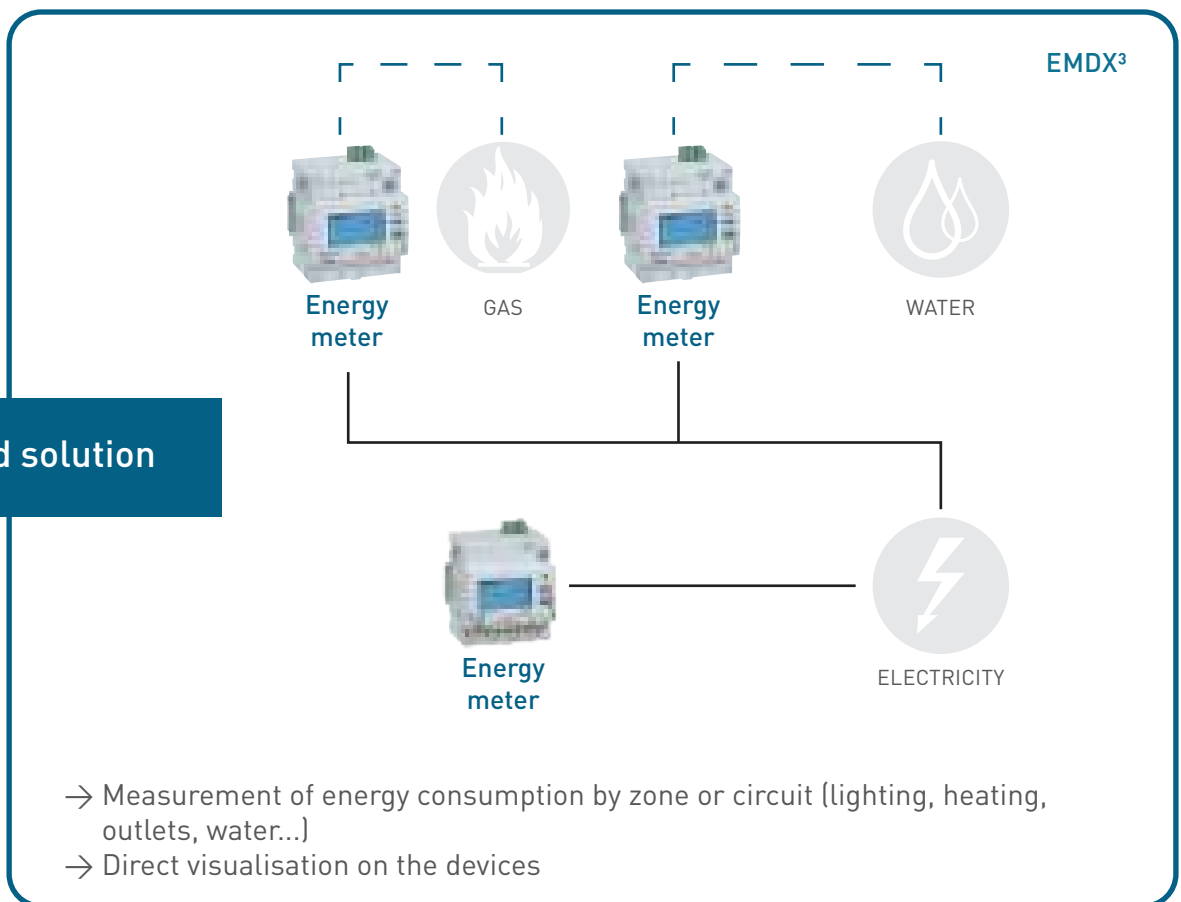 EMDX³
Energy
meter
GAS
Energy
meter
WATER
d solution
Energy
meter
ELECTRICITY
→ Measurement of energy consumption by zone or circuit (lighting, heating,
outlets, water...)
→ Direct visualisation on the devices